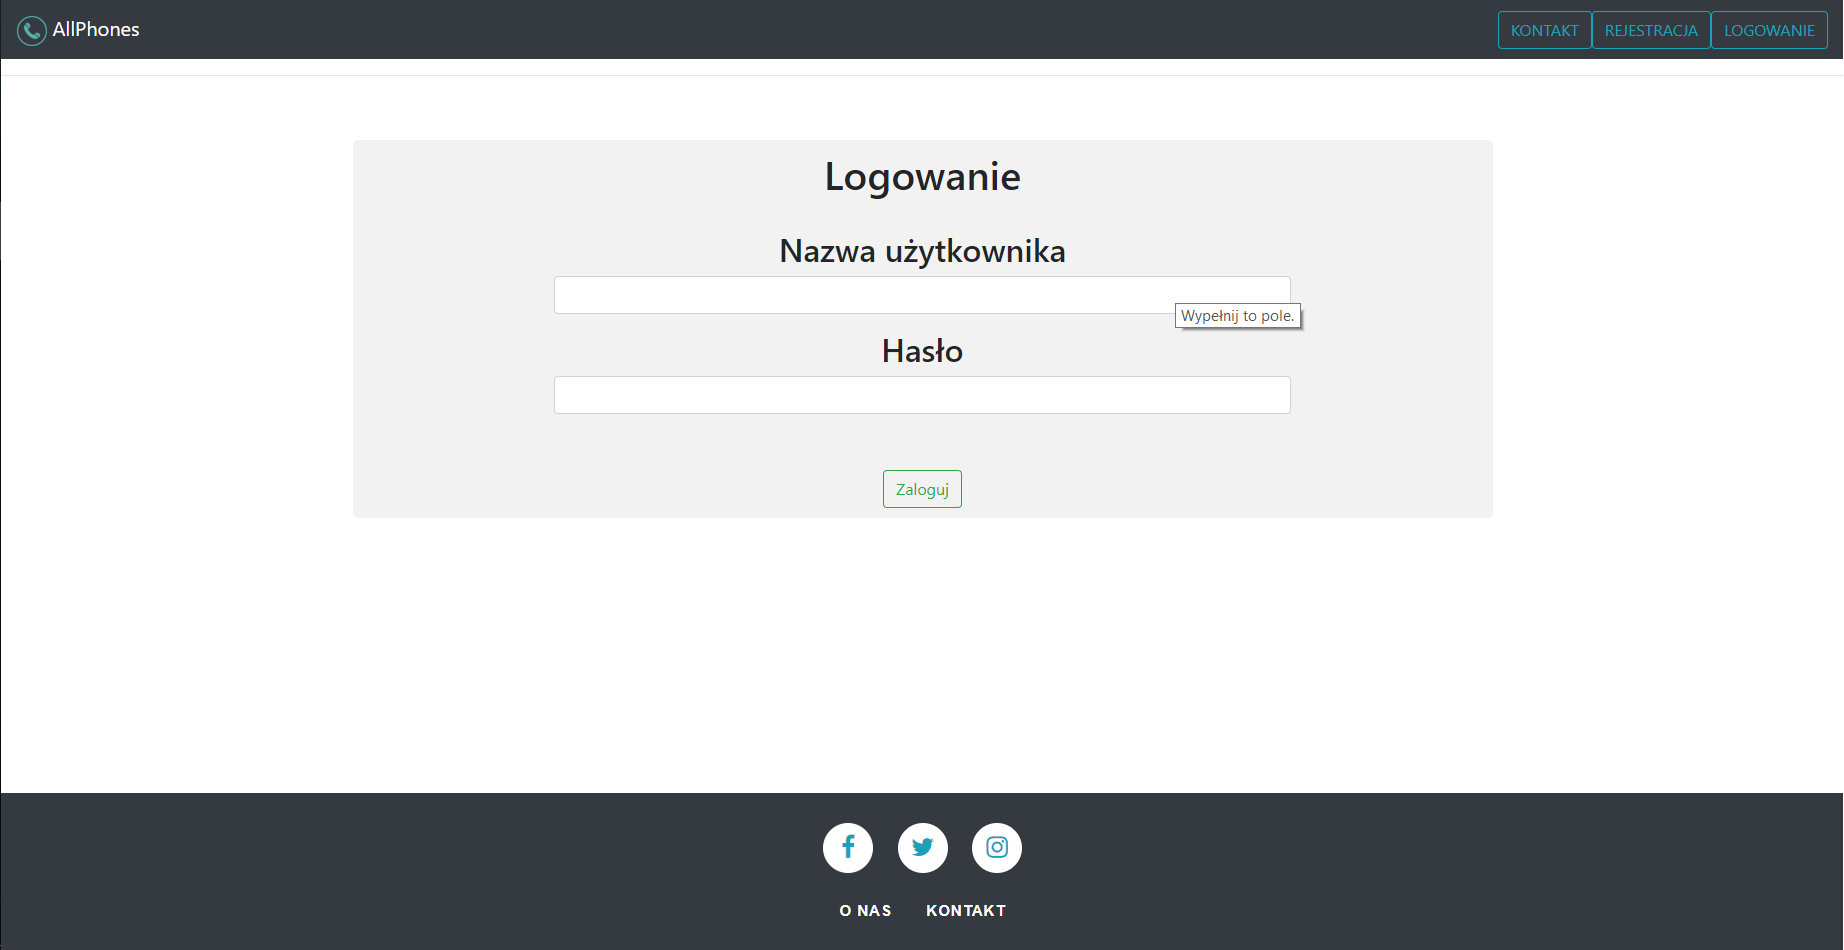 AllPhones
KONTAKT REJESTRACJA LOGOWANIE
Logowanie
Nazwa użytkownika
Wypełnij to pole.
Hasło
Zaloguj
O NAS KONTAKT